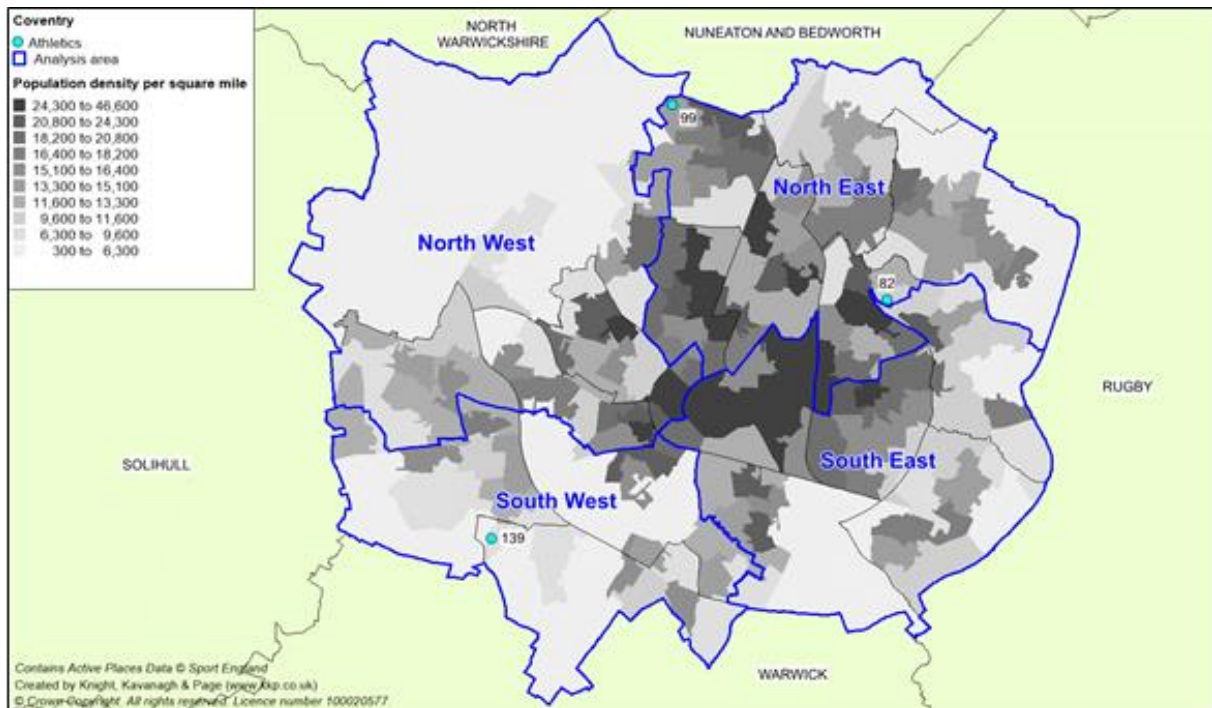 Coventry
Athletics
Analysis area
Population density per square mile
24,300 to 46,600
20,800 to 24,300
18,200 to 20,800
16,400 to 18,200
15,100 to 16,400
13,300 to 15,100
11,600 to 13,300
9,600 to 11,600
6,300 to 9,600
300 to 6,300
NORTH
WARWICKSHIRE
NUNEATON AND BEDWORTH
99
North East
North West
82
RUGBY
SOLIHULL
South East
South West
139
WARWICK
Contains Active Places Data © Sport England
Created by Knight, Kavanagh & Page (www.kkp.co.uk)
© Crown Copyright. All rights reserved. Licence number 100020577